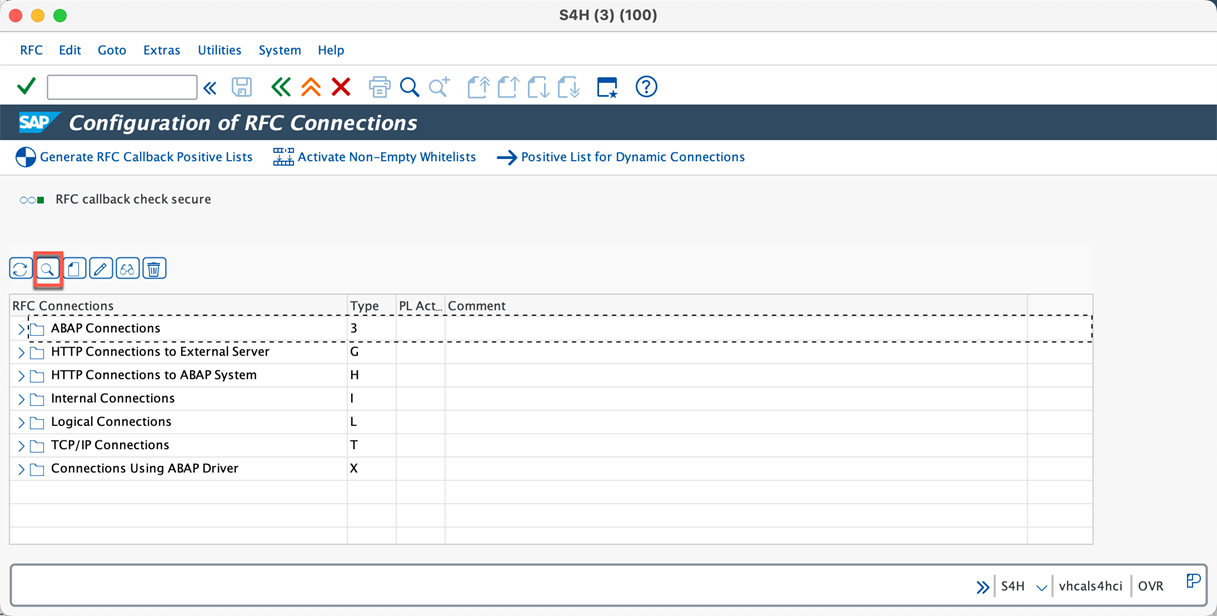 S4H (3) (100)
RFC Edit Goto Extras Utilities System Help
SAP Configuration of RFC Connections
Generate RFC Callback Positive Lists Activate Non-Empty Whitelists Positive List for Dynamic Connections
RFC callback check secure
RFC Connections Type PL Act... Comment
ABAP Connections 3
HTTP Connections to External Server G
HTTP Connections to ABAP System H
Internal Connections I
Logical Connections L
TCP/IP Connections T
Connections Using ABAP Driver X
S4H vhcals4hci OVR